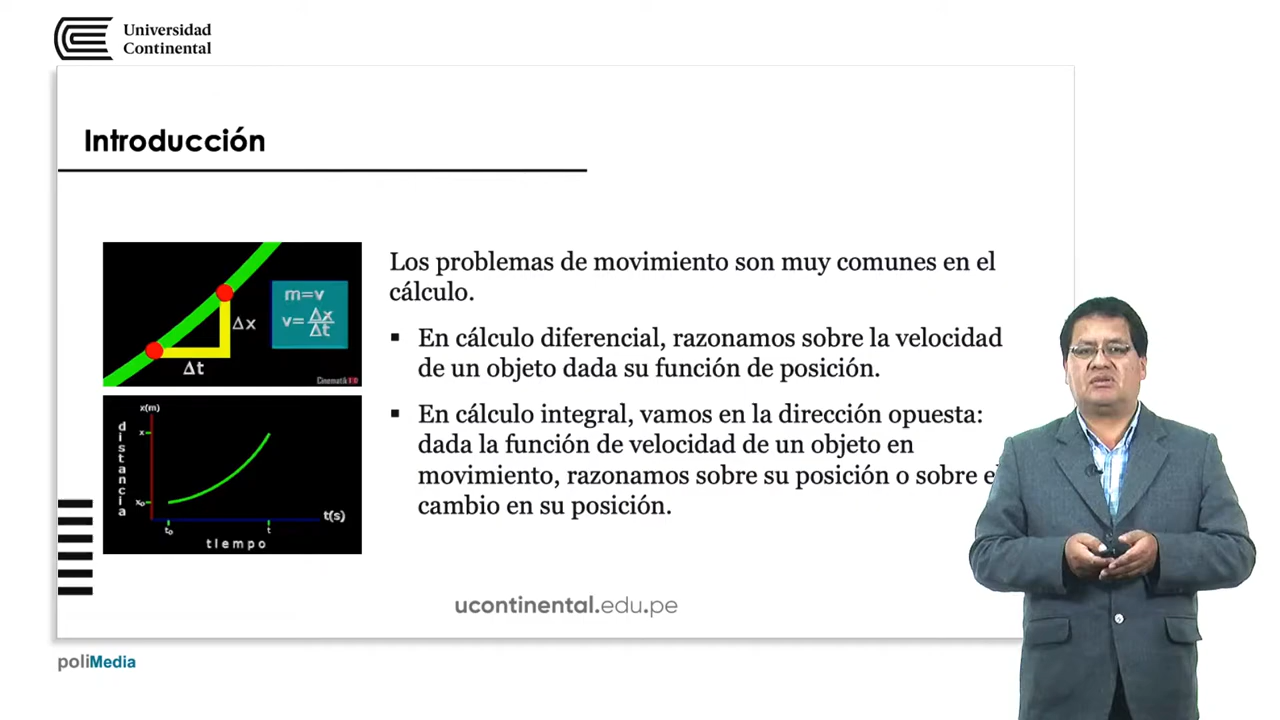 Universidad
Continental
Introducción
m=v
v=Δx/Δt
Δx
Δt
Cinematik
x(m)
x
distancia
x₀
t₀
t
t(s)
tiempo
Los problemas de movimiento son muy comunes en el
cálculo.
▪ En cálculo diferencial, razonamos sobre la velocidad
de un objeto dada su función de posición.
▪ En cálculo integral, vamos en la dirección opuesta:
dada la función de velocidad de un objeto en
movimiento, razonamos sobre su posición o sobre el
cambio en su posición.
ucontinental.edu.pe
poliMedia